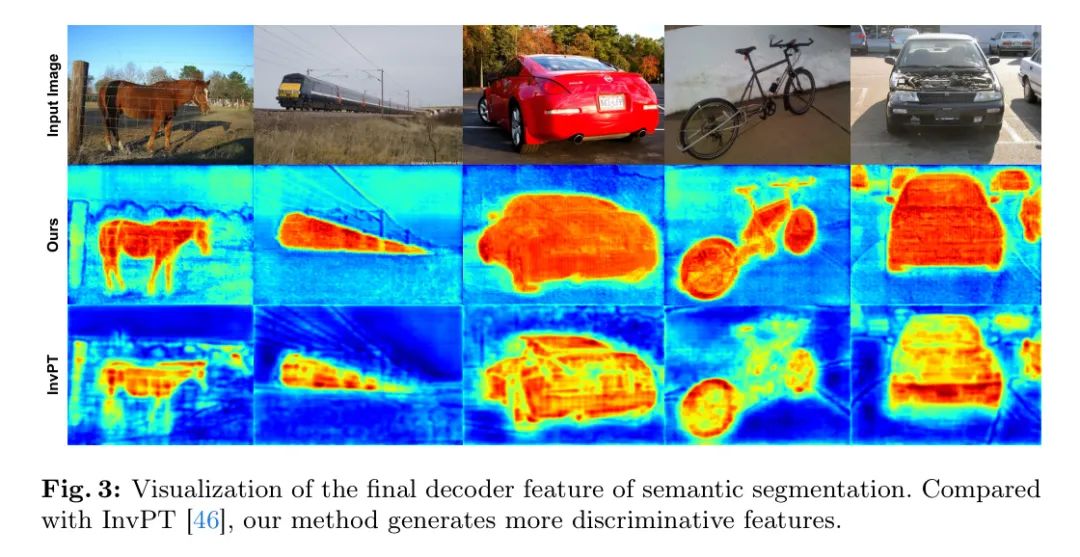 Input Image
Ours
InvPT
Fig. 3: Visualization of the final decoder feature of semantic segmentation. Compared
with InvPT [46], our method generates more discriminative features.